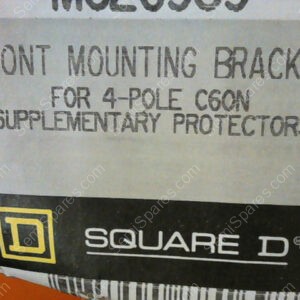 ONT MOUNTING BRACK
FOR 4-POLE C60N
SUPPLEMENTARY PROTECTOR
D
SQUARE D